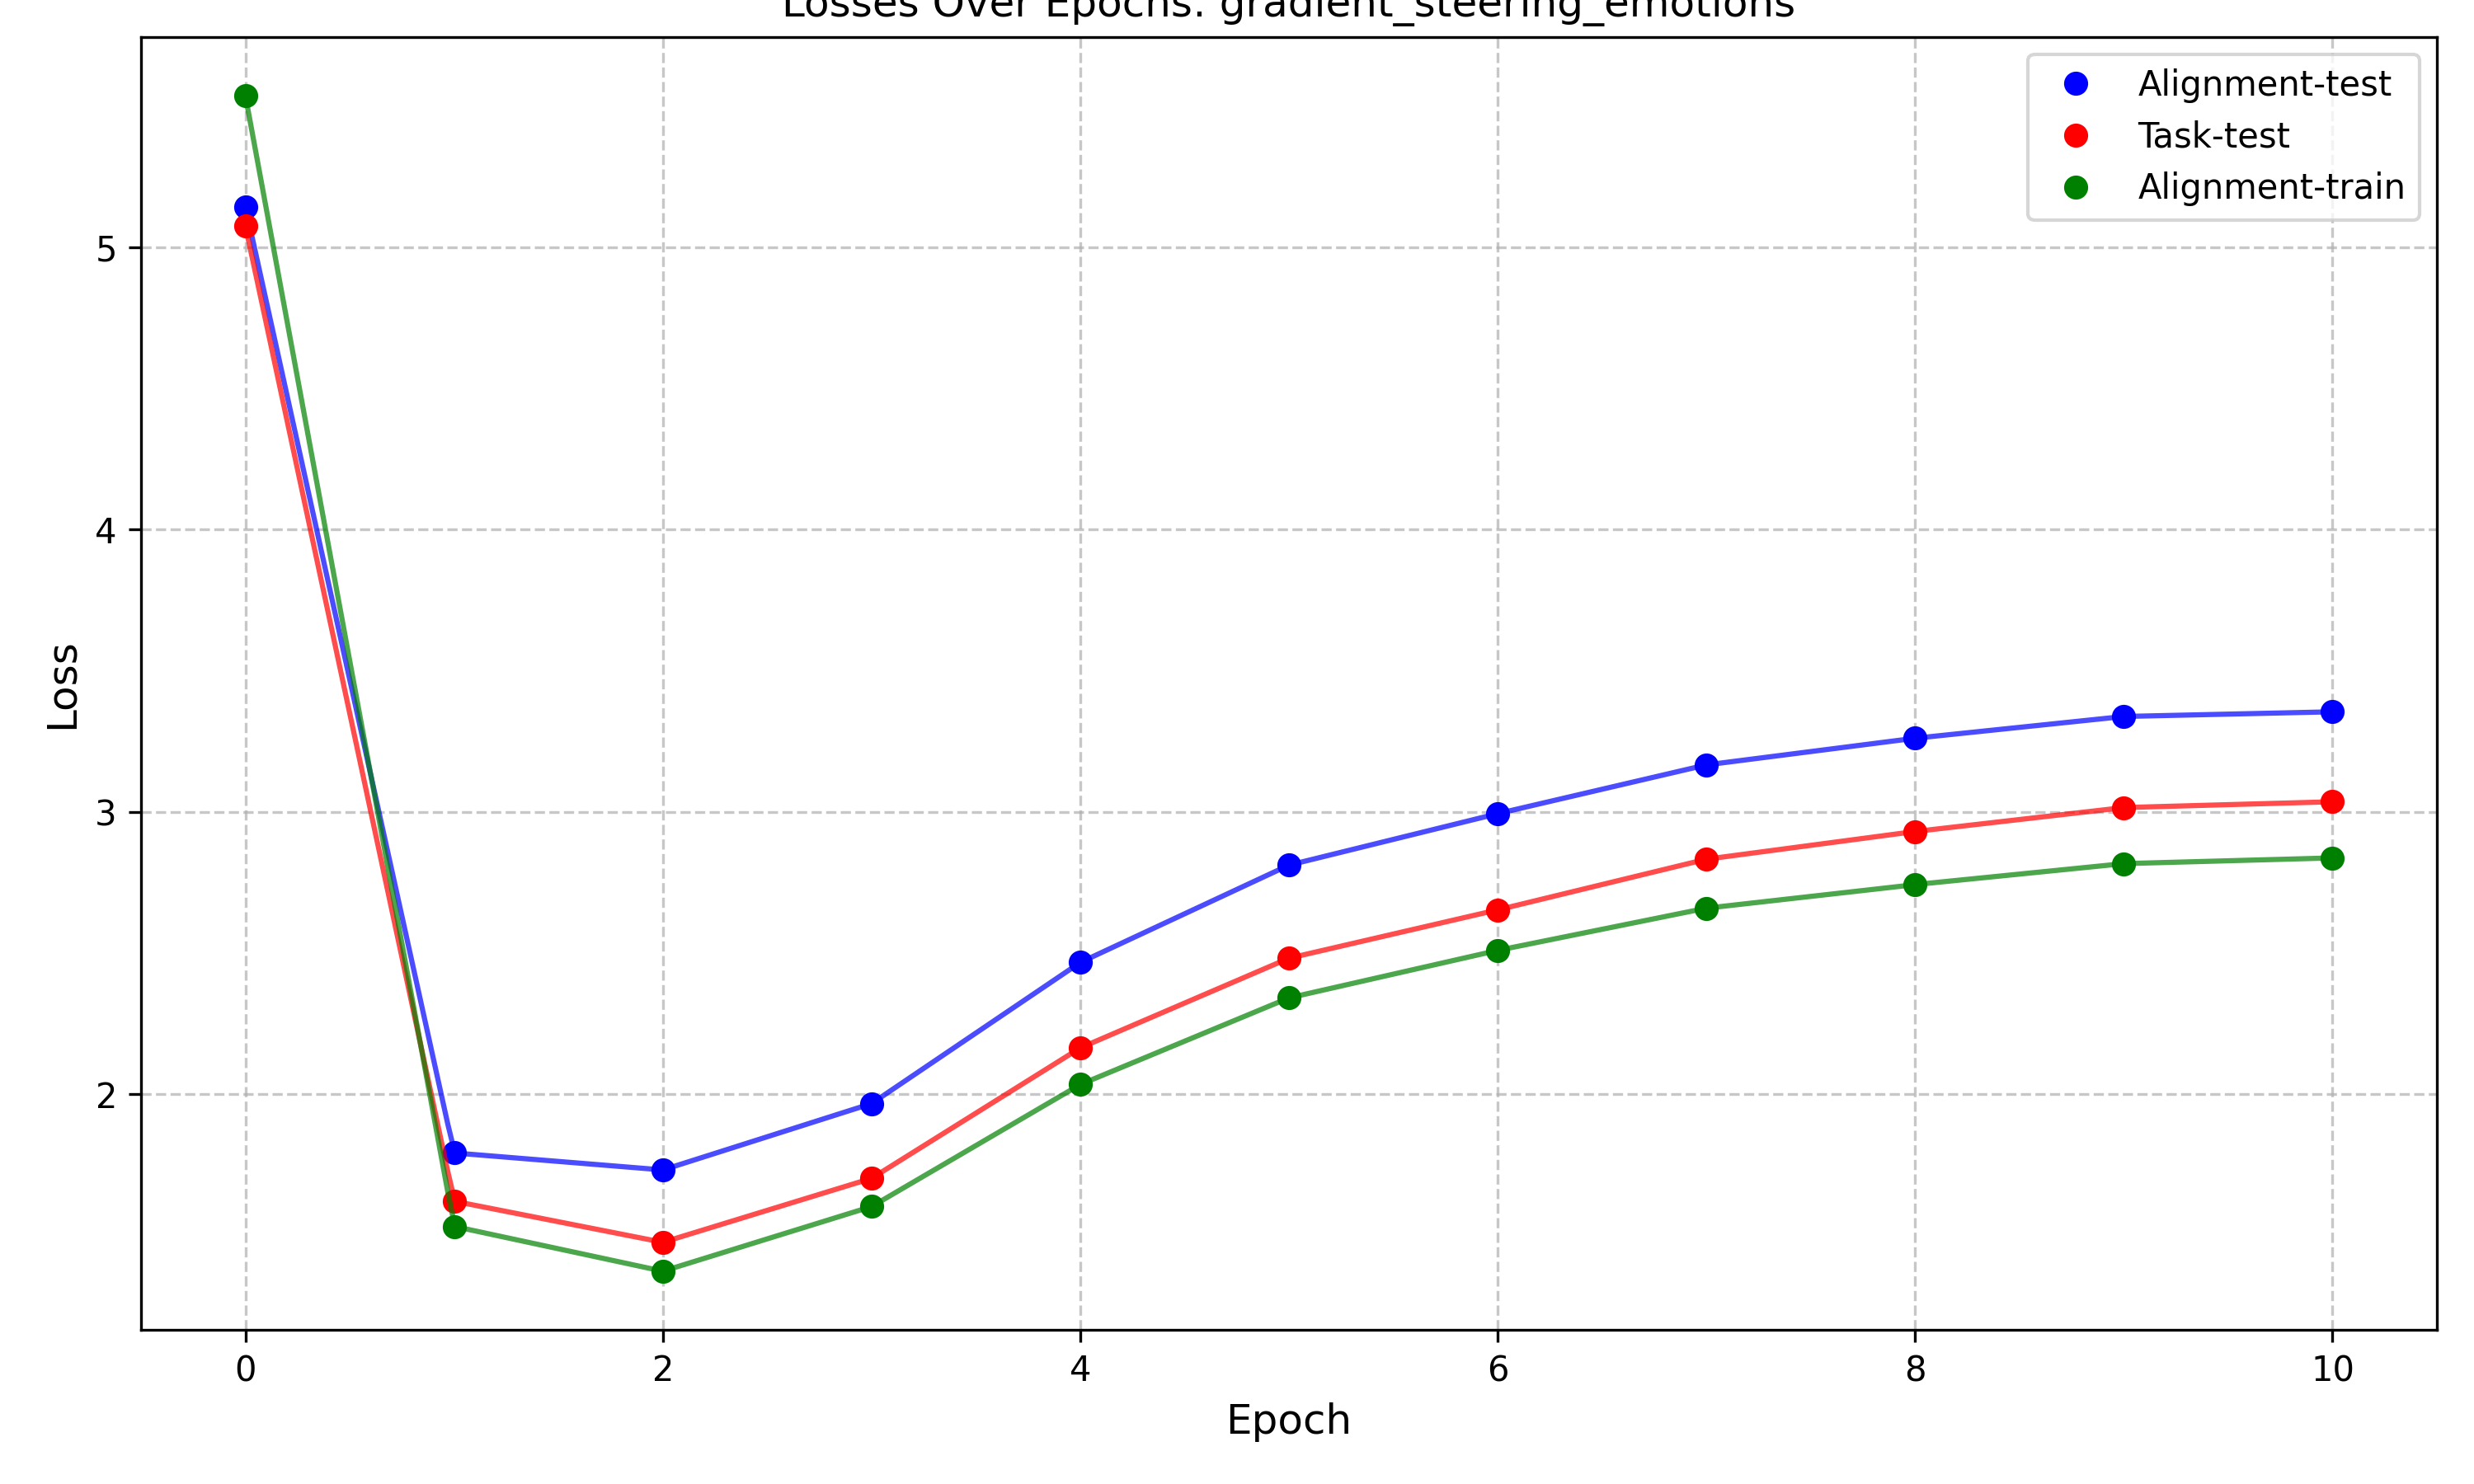 Losses Over Epochs: gradient_steering_emotions
Alignment-test
Task-test
Alignment-train
5
4
3
2
Loss
0 2 4 6 8 10
Epoch